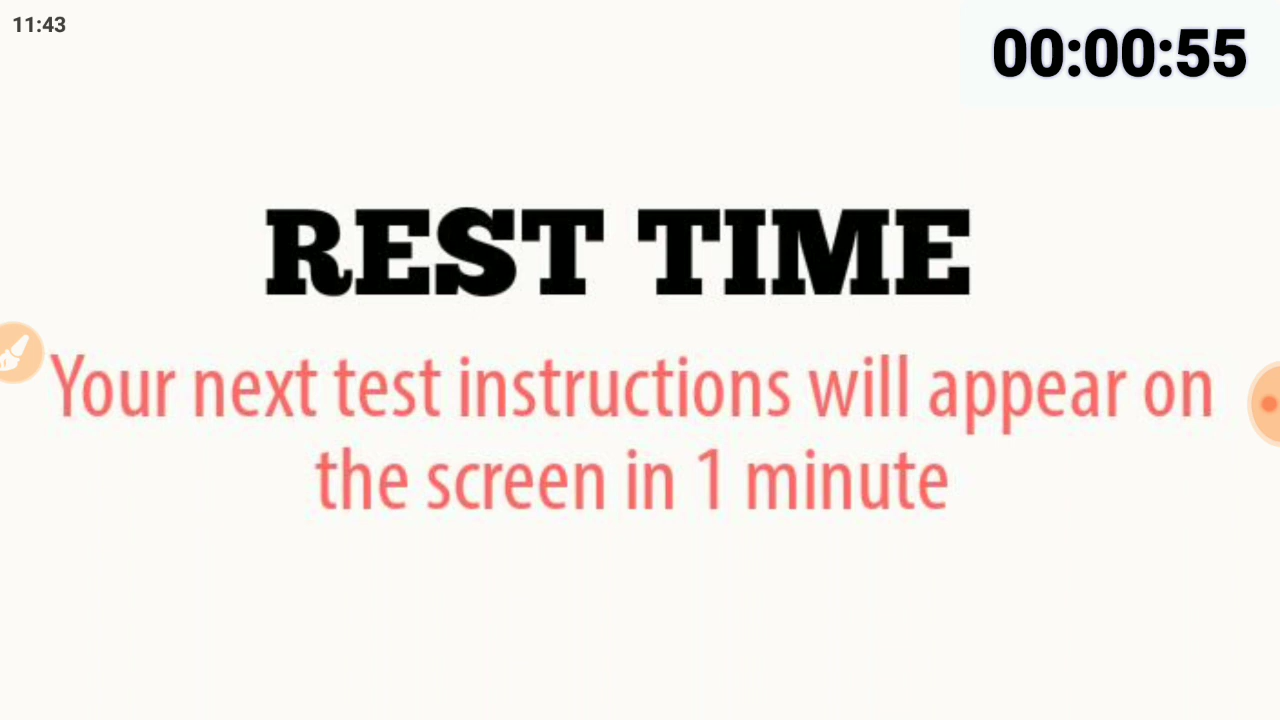 11:43
00:00:55
REST TIME
Your next test instructions will appear on
the screen in 1 minute